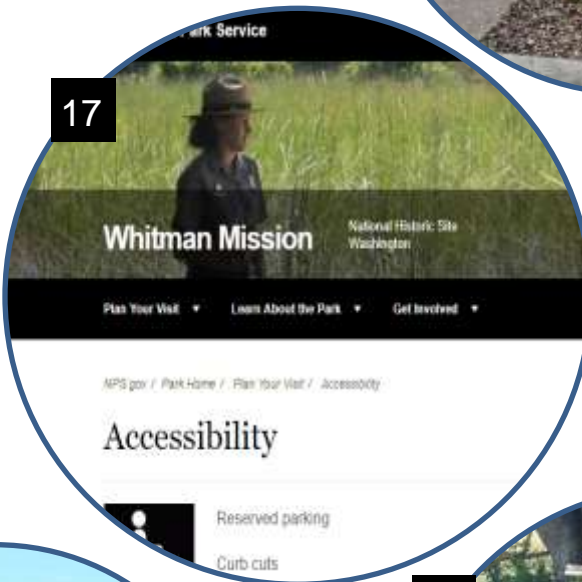 Park Service
17
Whitman Mission
National Historic Site
Washington
Plan Your Visit
Learn About the Park
Get Involved
NPS.gov / Park Home / Plan Your Visit / Accessibility
Accessibility
Reserved parking
Curb cuts